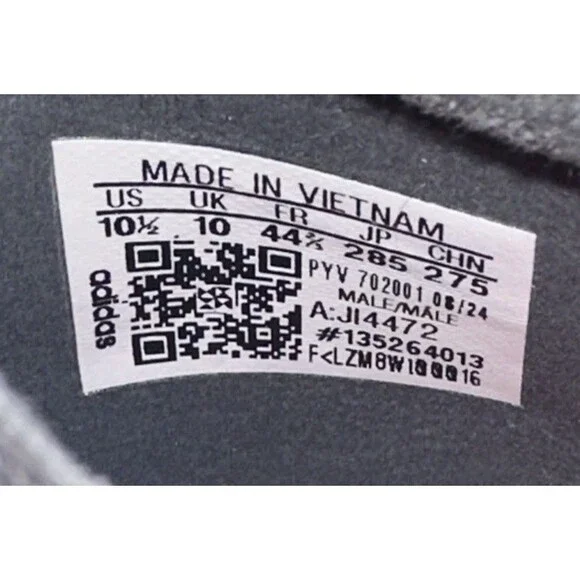 MADE IN VIETNAM
US UK FR JP CHN
10½ 10 44⅔ 285 275
adidas
PYV 702001 08/24
MALE/MALE
A:JI4472
#135264013